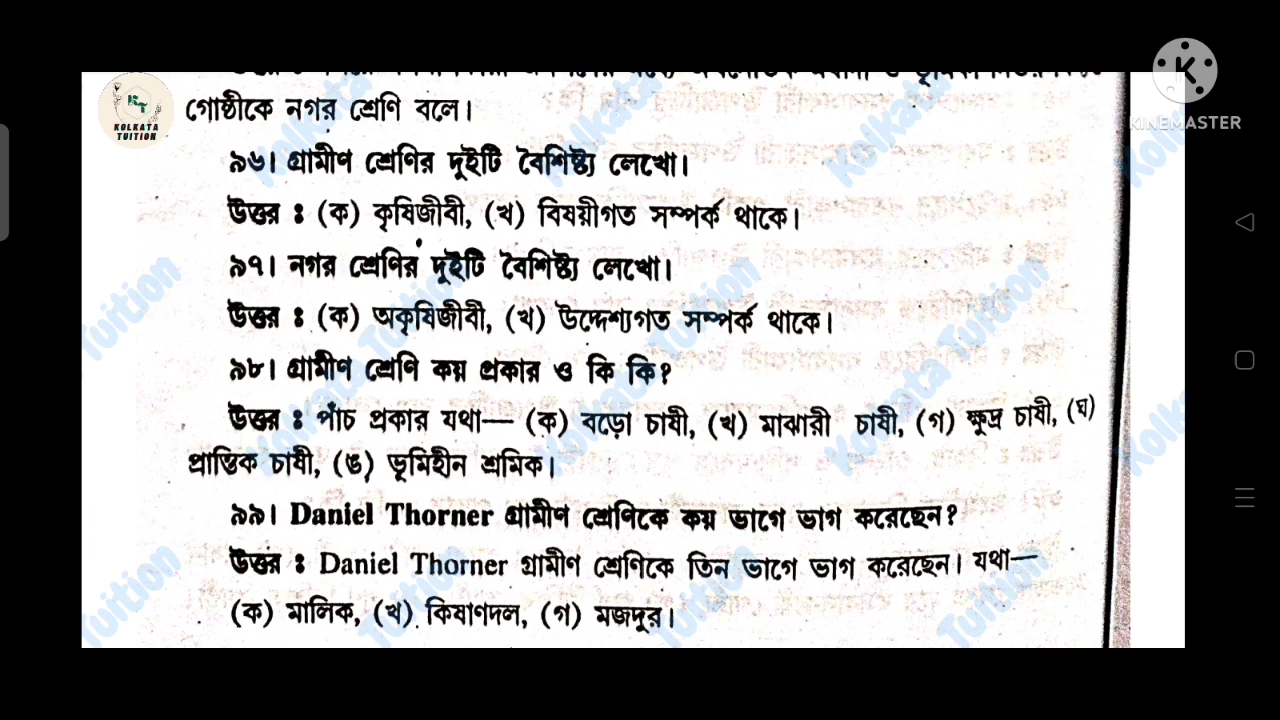 গোষ্ঠীকে নগর শ্রেণি বলে।
৯৬। গ্রামীণ শ্রেণির দুইটি বৈশিষ্ট্য লেখো।
উত্তর : (ক) কৃষিজীবী, (খ) বিষয়ীগত সম্পর্ক থাকে।
৯৭। নগর শ্রেণির দুইটি বৈশিষ্ট্য লেখো।
উত্তর : (ক) অকৃষিজীবী, (খ) উদ্দেশ্যগত সম্পর্ক থাকে।
৯৮। গ্রামীণ শ্রেণি কয় প্রকার ও কি কি?
উত্তর : পাঁচ প্রকার যথা— (ক) বড়ো চাষী, (খ) মাঝারী চাষী, (গ) ক্ষুদ্র চাষী, (ঘ)
প্রান্তিক চাষী, (ঙ) ভূমিহীন শ্রমিক।
৯৯। Daniel Thorner গ্রামীণ শ্রেণিকে কয় ভাগে ভাগ করেছেন?
উত্তর : Daniel Thorner গ্রামীণ শ্রেণিকে তিন ভাগে ভাগ করেছেন। যথা—
(ক) মালিক, (খ) কিষাণদল, (গ) মজদুর।
KOLKATA
TUITION
KINEMASTER
Kolkata Tuition